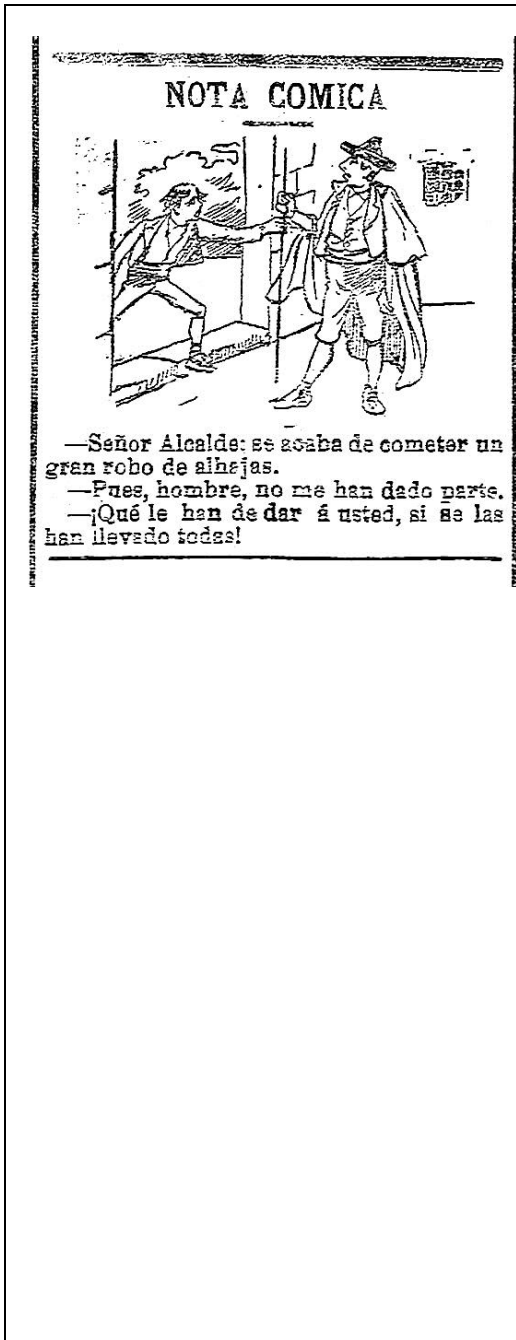 NOTA COMICA
—Señor Alcalde: se acaba de cometer un
gran robo de alhajas.
—Pues, hombre, no me han dado parte.
—¡Qué le han de dar á usted, si se las
han llevado todas!